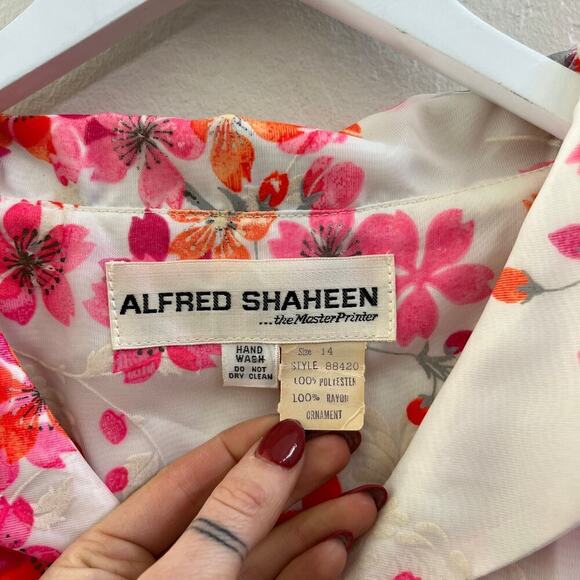 ALFRED SHAHEEN
...the Master Printer
HAND
WASH
DO NOT
DRY CLEAN
Size 14
STYLE 88420
100% POLYESTER
100% RAYON
ORNAMENT